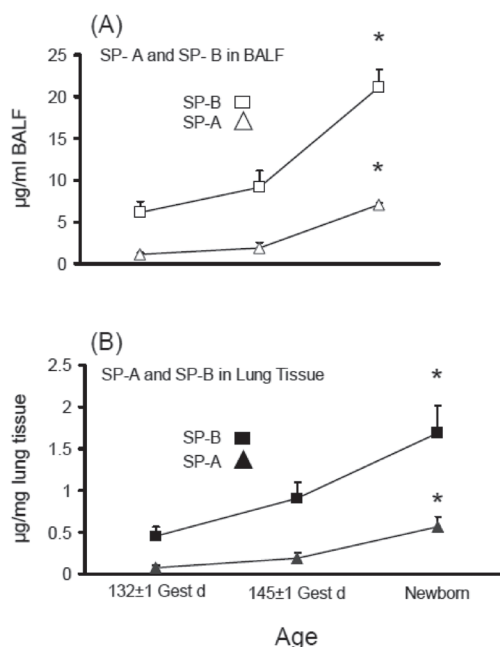 (A)
SP- A and SP- B in BALF
*
25
20
15
10
5
0
µg/ml BALF
SP-B
SP-A
*
(B)
SP-A and SP-B in Lung Tissue
*
2.5
2
1.5
1
0.5
0
µg/mg lung tissue
SP-B
SP-A
*
132±1 Gest d
145±1 Gest d
Newborn
Age